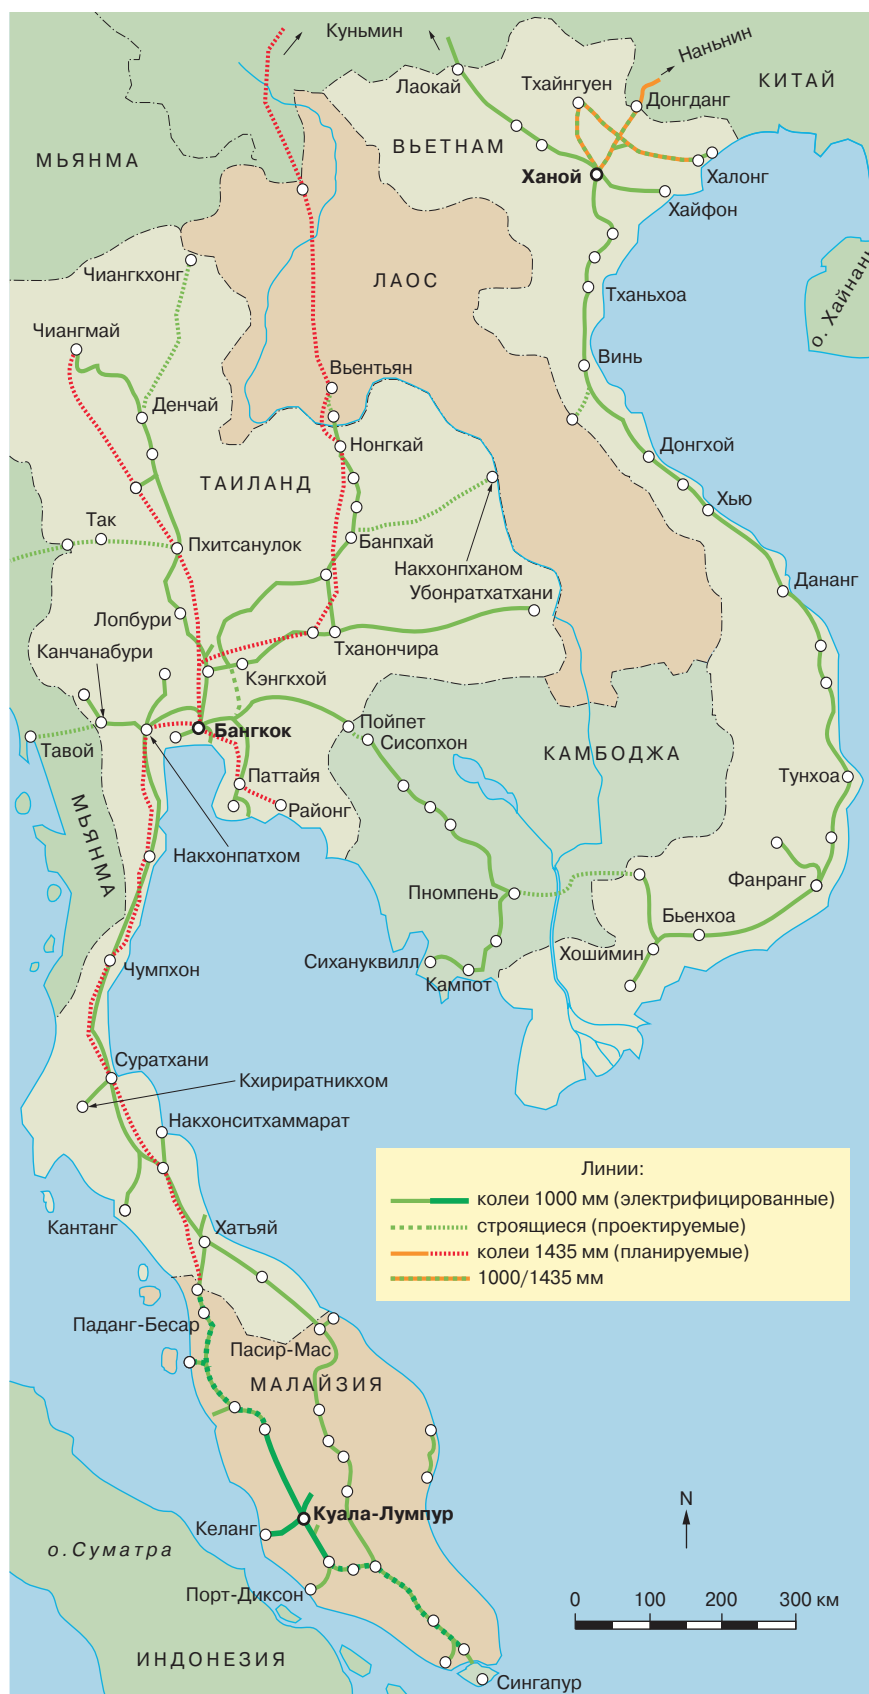 Куньмин
Наньнин
Лаокай
Тхайнгуен
Донгданг
КИТАЙ
МЬЯНМА
ВЬЕТНАМ
Ханой
Халонг
Хайфон
Чиангкхонг
ЛАОС
Тханьхоа
о. Хайнань
Чиангмай
Винь
Вьентьян
Денчай
Нонгкай
Донгхой
ТАИЛАНД
Хью
Так
Пхитсанулок
Банпхай
Накхонпханом
Дананг
Убонратхатхани
Лопбури
Тханончира
Канчанабури
Кэнгкхой
Бангкок
Пойпет
Тавой
Сисопхон
КАМБОДЖА
Паттайя
Тунхоа
МЬЯНМА
Районг
Накхонпатхом
Пномпень
Фанранг
Бьенхоа
Сихануквилл
Хошимин
Чумпхон
Кампот
Суратхани
Кхириратникхом
Накхонситхаммарат
Линии:
колеи 1000 мм (электрифицированные)
строящиеся (проектируемые)
колеи 1435 мм (планируемые)
1000/1435 мм
Кантанг
Хатъяй
Паданг-Бесар
Пасир-Мас
МАЛАЙЗИЯ
N
Куала-Лумпур
Келанг
о.Суматра
Порт-Диксон
0 100 200 300 км
ИНДОНЕЗИЯ
Сингапур